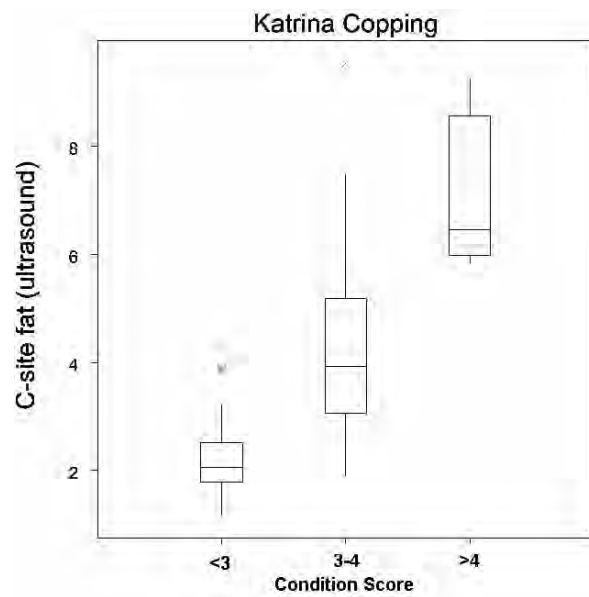 Katrina Copping
C-site fat (ultrasound)
8
6
4
2
<3
3-4
>4
Condition Score